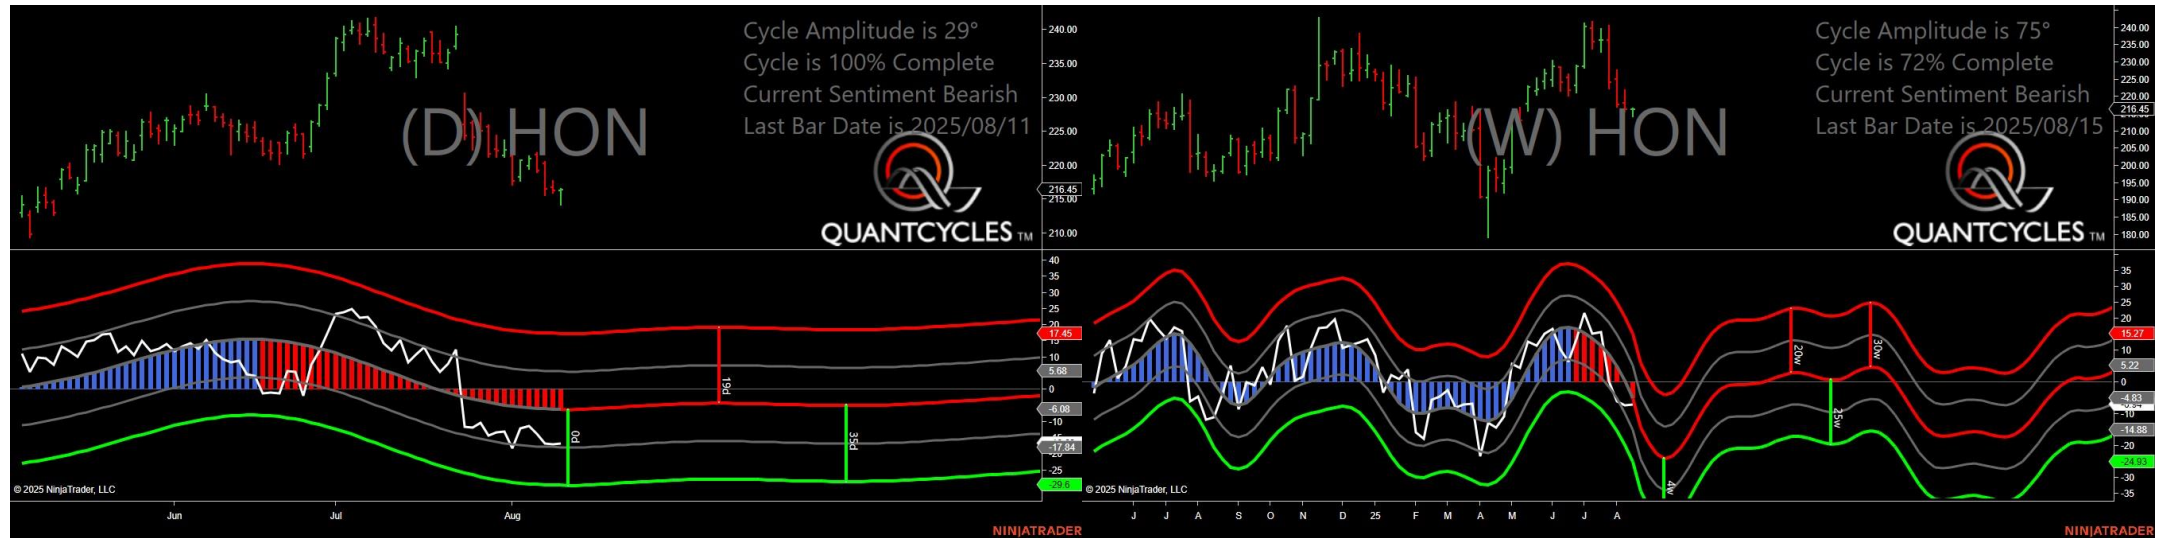 Cycle Amplitude is 29°
Cycle is 100% Complete
Current Sentiment Bearish
Last Bar Date is 2025/08/11
(D) HON
QUANTCYCLES TM
240.00
235.00
230.00
225.00
220.00
216.45
215.00
210.00
40
35
30
25
20
17.45
15
10
5.68
0
-6.08
-10
-17.84
-20
-25
-29.6
19d
0d
35d
© 2025 NinjaTrader, LLC
Jun
Jul
Aug
NINJATRADER
Cycle Amplitude is 75°
Cycle is 72% Complete
Current Sentiment Bearish
Last Bar Date is 2025/08/15
(W) HON
QUANTCYCLES TM
240.00
235.00
230.00
225.00
220.00
216.45
210.00
205.00
200.00
195.00
190.00
185.00
180.00
35
30
25
20
15.27
10
5.22
0
-4.83
-10
-14.88
-20
-24.93
-30
-35
4w
20w
25w
30w
© 2025 NinjaTrader, LLC
J J A S O N D 25 F M A M J J A
NINJATRADER